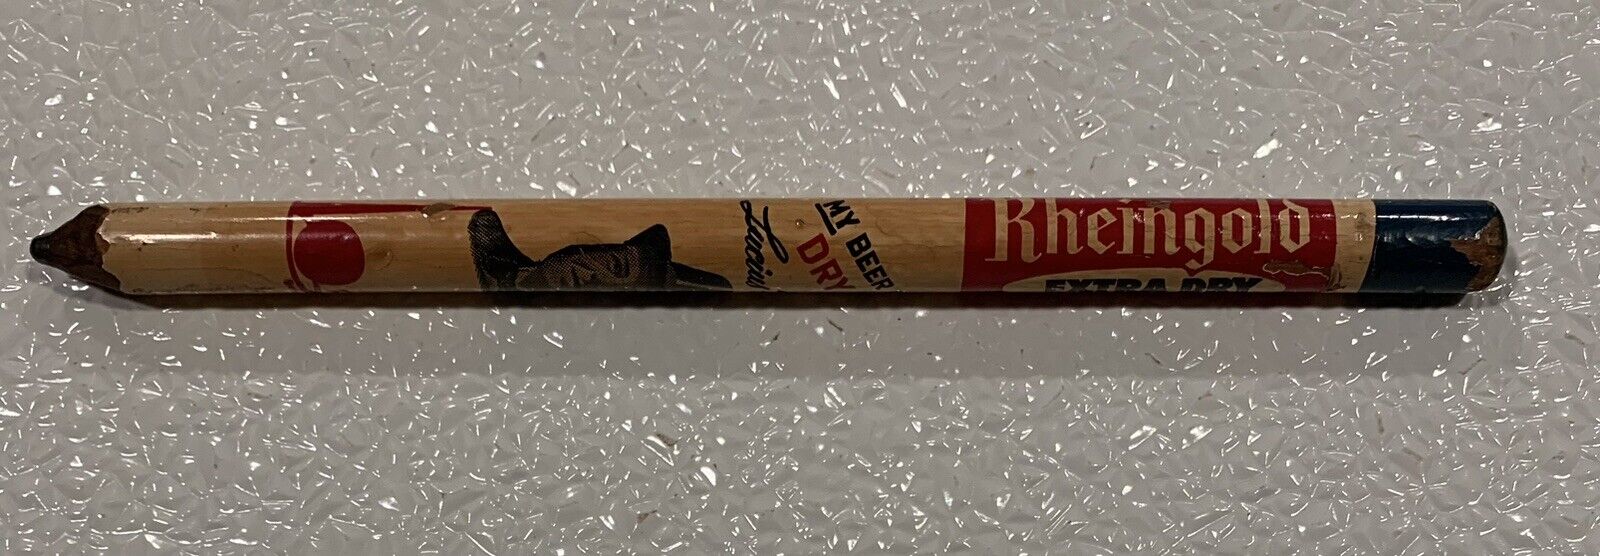 MY BEER
DRY
Rheingold
EXTRA DRY